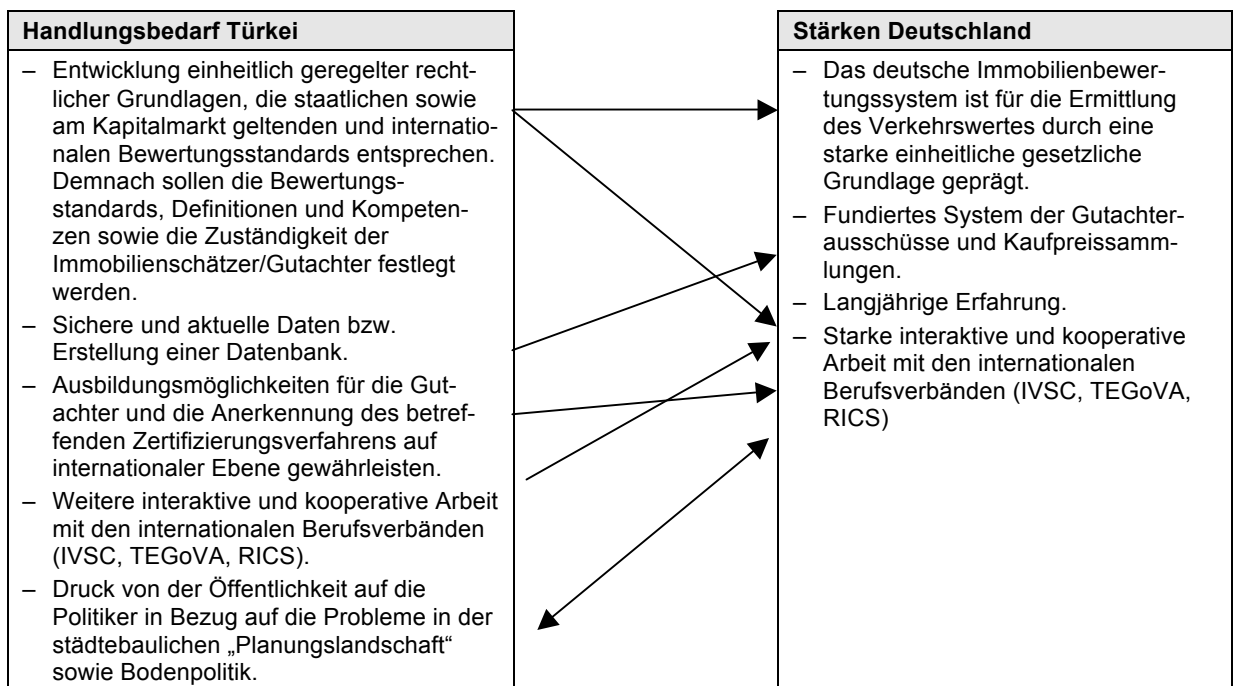 Handlungsbedarf Türkei
– Entwicklung einheitlich geregelter recht-
licher Grundlagen, die staatlichen sowie
am Kapitalmarkt geltenden und internatio-
nalen Bewertungsstandards entsprechen.
Demnach sollen die Bewertungs-
standards, Definitionen und Kompeten-
zen sowie die Zuständigkeit der
Immobilienschätzer/Gutachter festlegt
werden.
– Sichere und aktuelle Daten bzw.
Erstellung einer Datenbank.
– Ausbildungsmöglichkeiten für die Gut-
achter und die Anerkennung des betref-
fenden Zertifizierungsverfahrens auf
internationaler Ebene gewährleisten.
– Weitere interaktive und kooperative Arbeit
mit den internationalen Berufsverbänden
(IVSC, TEGoVA, RICS).
– Druck von der Öffentlichkeit auf die
Politiker in Bezug auf die Probleme in der
städtebaulichen „Planungslandschaft“
sowie Bodenpolitik.
Stärken Deutschland
– Das deutsche Immobilienbewer-
tungssystem ist für die Ermittlung
des Verkehrswertes durch eine
starke einheitliche gesetzliche
Grundlage geprägt.
– Fundiertes System der Gutachter-
ausschüsse und Kaufpreissamm-
lungen.
– Langjährige Erfahrung.
– Starke interaktive und kooperative
Arbeit mit den internationalen
Berufsverbänden (IVSC, TEGoVA,
RICS)